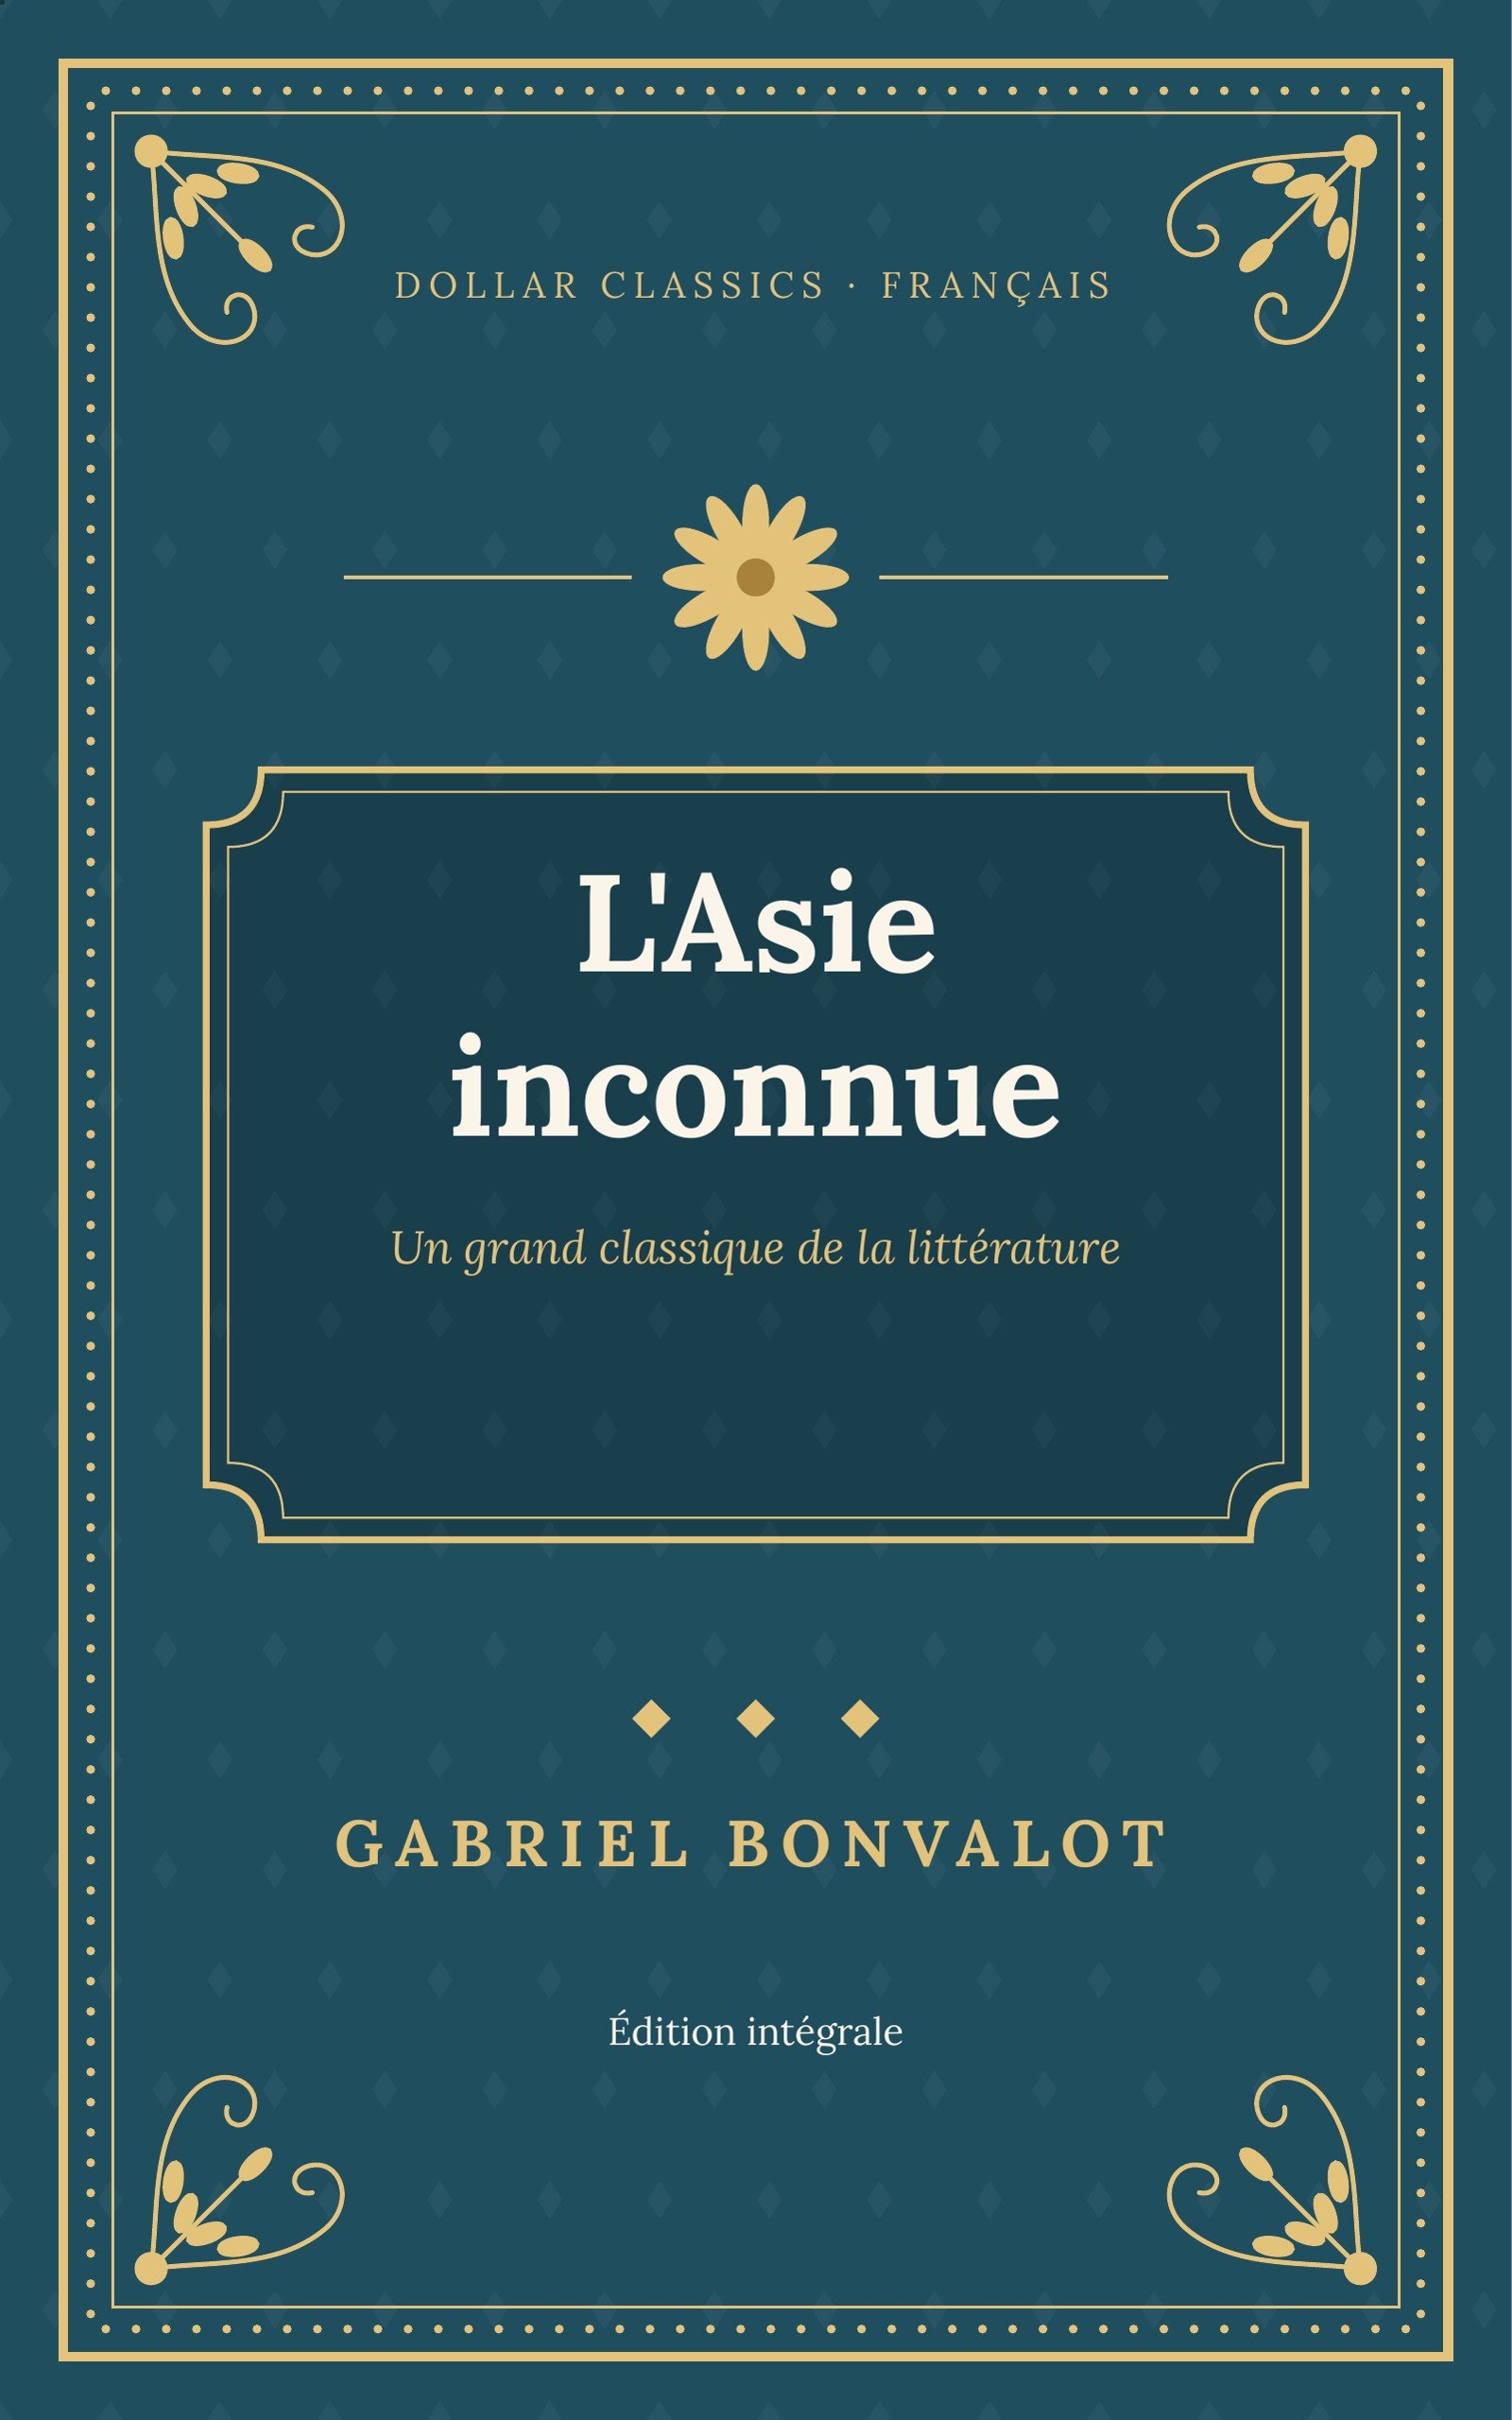 DOLLAR CLASSICS · FRANÇAIS
L'Asie
inconnue
Un grand classique de la littérature
GABRIEL BONVALOT
Édition intégrale